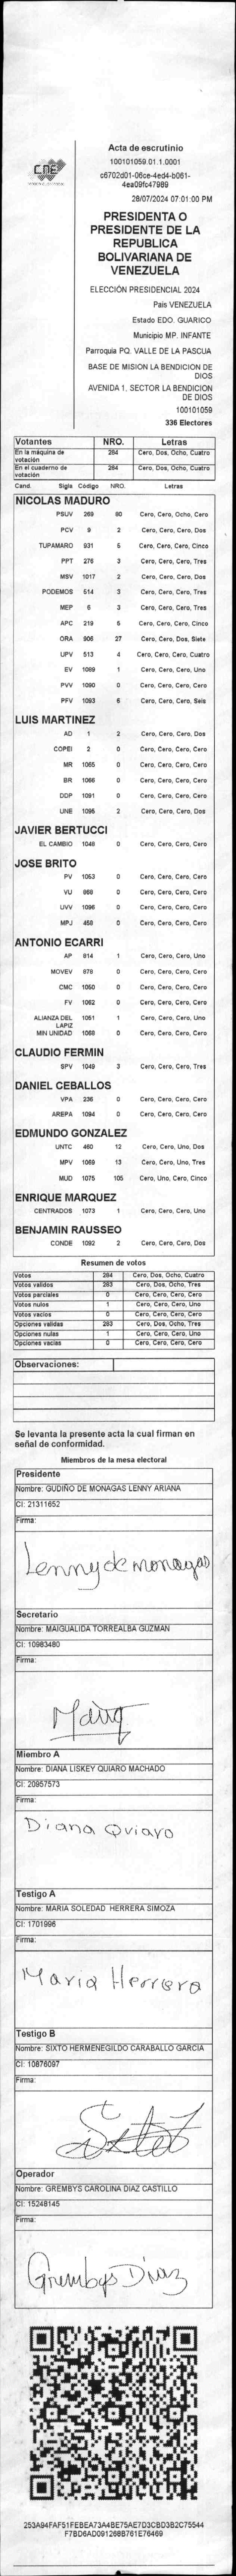 CNE
Acta de escrutinio
100101059.01.1.0001
c6702d01-06ce-4ed4-b061-
4ea09fc47989
28/07/2024 07:01:00 PM
PRESIDENTA O
PRESIDENTE DE LA
REPUBLICA
BOLIVARIANA DE
VENEZUELA
ELECCIÓN PRESIDENCIAL 2024
País VENEZUELA
Estado EDO. GUARICO
Municipio MP. INFANTE
Parroquia PQ. VALLE DE LA PASCUA
BASE DE MISION LA BENDICION DE
DIOS
AVENIDA 1. SECTOR LA BENDICION
DE DIOS
100101059
336 Electores
Votantes NRO. Letras
En la máquina de votación 284 Cero, Dos, Ocho, Cuatro
En el cuaderno de votación 284 Cero, Dos, Ocho, Cuatro
Cand. Sigla Código NRO. Letras
NICOLAS MADURO
PSUV 269 80 Cero, Cero, Ocho, Cero
PCV 9 2 Cero, Cero, Cero, Dos
TUPAMARO 931 5 Cero, Cero, Cero, Cinco
PPT 276 3 Cero, Cero, Cero, Tres
MSV 1017 2 Cero, Cero, Cero, Dos
PODEMOS 514 3 Cero, Cero, Cero, Tres
MEP 6 3 Cero, Cero, Cero, Tres
APC 219 5 Cero, Cero, Cero, Cinco
ORA 906 27 Cero, Cero, Dos, Siete
UPV 513 4 Cero, Cero, Cero, Cuatro
EV 1089 1 Cero, Cero, Cero, Uno
PVV 1090 0 Cero, Cero, Cero, Cero
PFV 1093 6 Cero, Cero, Cero, Seis
LUIS MARTINEZ
AD 1 2 Cero, Cero, Cero, Dos
COPEI 2 0 Cero, Cero, Cero, Cero
MR 1065 0 Cero, Cero, Cero, Cero
BR 1066 0 Cero, Cero, Cero, Cero
DDP 1091 0 Cero, Cero, Cero, Cero
UNE 1095 2 Cero, Cero, Cero, Dos
JAVIER BERTUCCI
EL CAMBIO 1048 0 Cero, Cero, Cero, Cero
JOSE BRITO
PV 1053 0 Cero, Cero, Cero, Cero
VU 868 0 Cero, Cero, Cero, Cero
UVV 1096 0 Cero, Cero, Cero, Cero
MPJ 458 0 Cero, Cero, Cero, Cero
ANTONIO ECARRI
AP 814 1 Cero, Cero, Cero, Uno
MOVEV 878 0 Cero, Cero, Cero, Cero
CMC 1050 0 Cero, Cero, Cero, Cero
FV 1062 0 Cero, Cero, Cero, Cero
ALIANZA DEL LAPIZ 1051 1 Cero, Cero, Cero, Uno
MIN UNIDAD 1068 0 Cero, Cero, Cero, Cero
CLAUDIO FERMIN
SPV 1049 3 Cero, Cero, Cero, Tres
DANIEL CEBALLOS
VPA 236 0 Cero, Cero, Cero, Cero
AREPA 1094 0 Cero, Cero, Cero, Cero
EDMUNDO GONZALEZ
UNTC 460 12 Cero, Cero, Uno, Dos
MPV 1069 13 Cero, Cero, Uno, Tres
MUD 1075 105 Cero, Uno, Cero, Cinco
ENRIQUE MARQUEZ
CENTRADOS 1073 1 Cero, Cero, Cero, Uno
BENJAMIN RAUSSEO
CONDE 1092 2 Cero, Cero, Cero, Dos
Resumen de votos
Votos 284 Cero, Dos, Ocho, Cuatro
Votos validos 283 Cero, Dos, Ocho, Tres
Votos parciales 0 Cero, Cero, Cero, Cero
Votos nulos 1 Cero, Cero, Cero, Uno
Votos vacios 0 Cero, Cero, Cero, Cero
Opciones validas 283 Cero, Dos, Ocho, Tres
Opciones nulas 1 Cero, Cero, Cero, Uno
Opciones vacias 0 Cero, Cero, Cero, Cero
Observaciones:
Se levanta la presente acta la cual firman en
señal de conformidad.
Miembros de la mesa electoral
Presidente
Nombre: GUDIÑO DE MONAGAS LENNY ARIANA
CI: 21311652
Firma:
Lenny de monagas
Secretario
Nombre: MAIGUALIDA TORREALBA GUZMAN
CI: 10983480
Firma:
Maig
Miembro A
Nombre: DIANA LISKEY QUIARO MACHADO
CI: 20957573
Firma:
Diana Quiaro
Testigo A
Nombre: MARIA SOLEDAD HERRERA SIMOZA
CI: 1701996
Firma:
Maria Herrera
Testigo B
Nombre: SIXTO HERMENEGILDO CARABALLO GARCIA
CI: 10876097
Firma:
Operador
Nombre: GREMBYS CAROLINA DIAZ CASTILLO
CI: 15248145
Firma:
Grembys Diaz
253A94FAF51FEBEA73A4BE75AE7D3CBD3B2C75544
F7BD6AD091268B761E76469